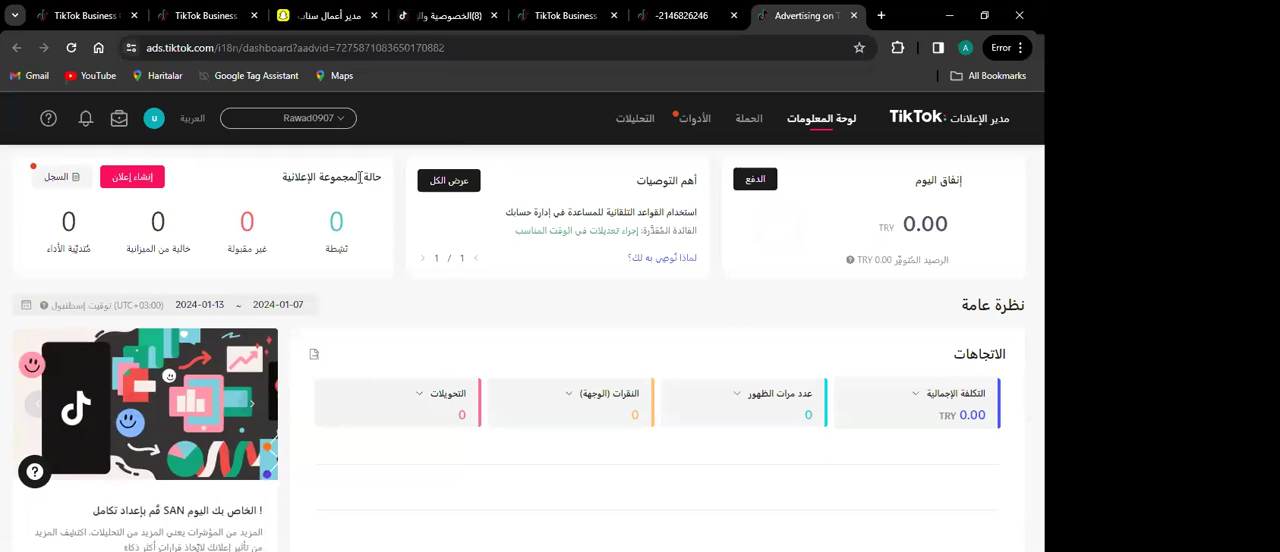 TikTok Business
TikTok Business
مدير أعمال سناب
(8)الخصوصية والا
TikTok Business
-2146826246
Advertising on T
ads.tiktok.com/i18n/dashboard?aadvid=7275871083650170882
A
Error
Gmail
YouTube
Haritalar
Google Tag Assistant
Maps
All Bookmarks
TikTok: مدير الإعلانات
لوحة المعلومات
الحملة
الأدوات
التحليلات
Rawad0907
العربية
U
إنفاق اليوم
الدفع
0.00 TRY
الرصيد المُتوفِّر TRY 0.00
أهم التوصيات
عرض الكل
استخدام القواعد التلقائية للمساعدة في إدارة حسابك
الفائدة المُقدَّرة: إجراء تعديلات في الوقت المناسب
لماذا نُوصِي به لك؟
1 / 1
حالة المجموعة الإعلانية
إنشاء إعلان
السجل
0
0
0
0
نَشِطة
غير مقبولة
خالية من الميزانية
مُتدنّية الأداء
نظرة عامة
2024-01-13 ~ 2024-01-07
(UTC+03:00) توقيت إسطنبول
الاتجاهات
التكلفة الإجمالية
0.00 TRY
عدد مرات الظهور
0
النقرات (الوجهة)
0
التحويلات
0
قُم بإعداد تكامل SAN الخاص بك اليوم !
المزيد من المؤشرات يعني المزيد من التحليلات. اكتشِف المزيد
من تأثير إعلانك لاتّخاذ قراراتٍ أكثر ذكاءً